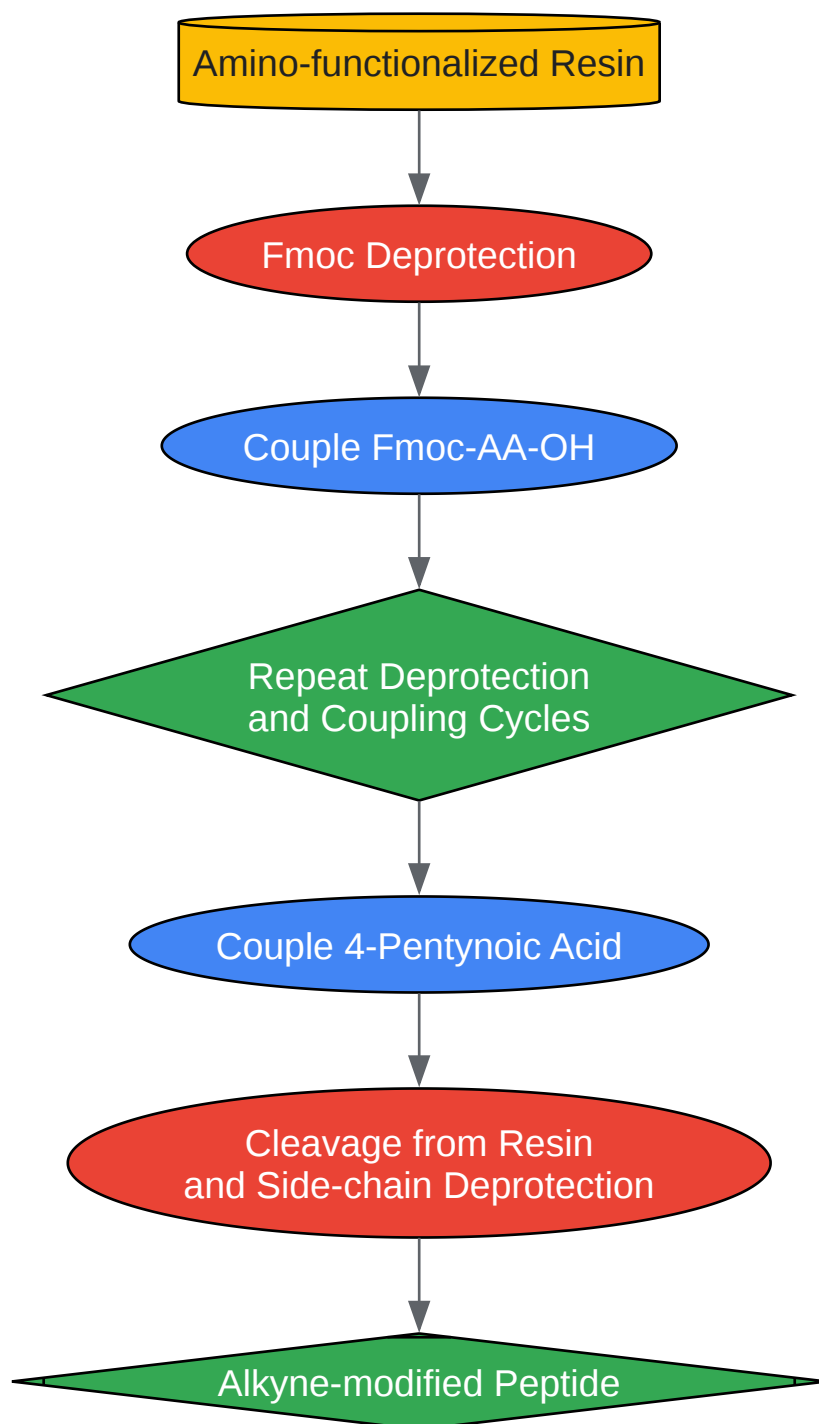 Amino-functionalized Resin
Fmoc Deprotection
Couple Fmoc-AA-OH
Repeat Deprotection
and Coupling Cycles
Couple 4-Pentynoic Acid
Cleavage from Resin
and Side-chain Deprotection
Alkyne-modified Peptide